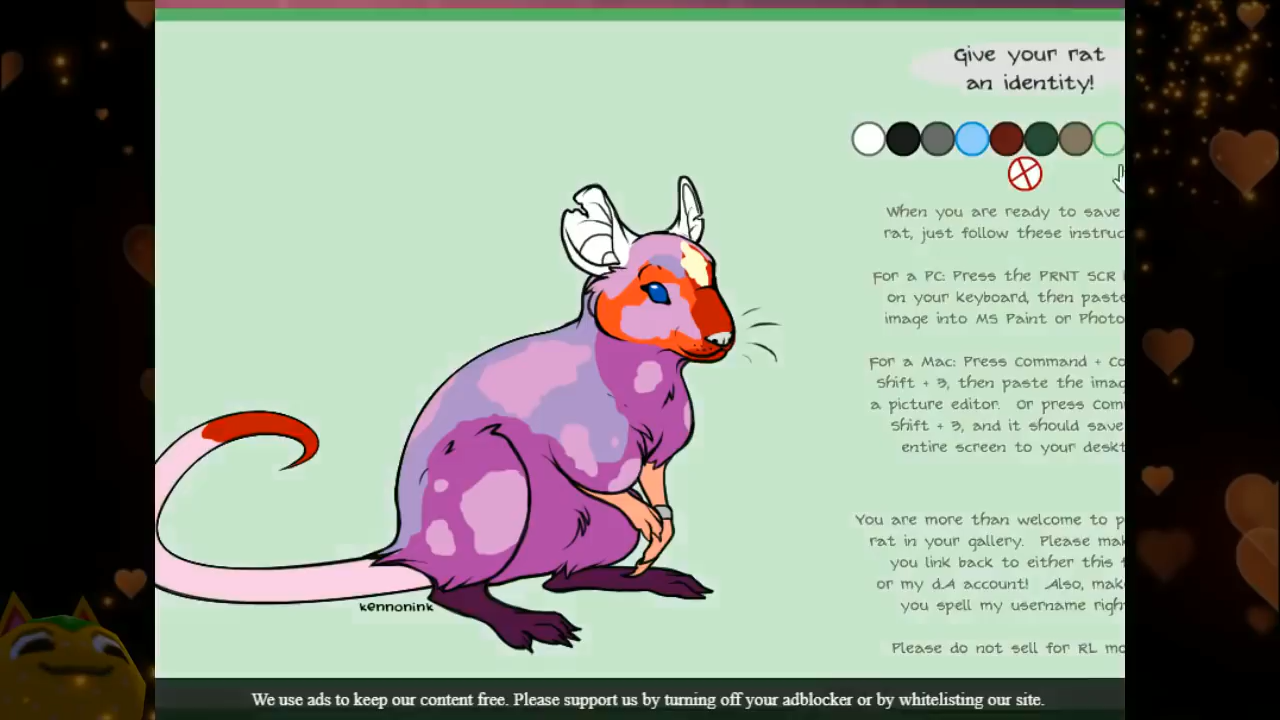 Give your rat
an identity!
When you are ready to save
rat, just follow these instruc
For a PC: Press the PRNT SCR
on your keyboard, then paste
image into MS Paint or Photo
For a Mac: Press Command + Co
Shift + 3, then paste the imag
a picture editor. Or press Com
Shift + 3, and it should save
entire screen to your deskt
You are more than welcome to p
rat in your gallery. Please mak
you link back to either this
or my dA account! Also, mak
you spell my username righ
Please do not sell for RL mo
kennonink
We use ads to keep our content free. Please support us by turning off your adblocker or by whitelisting our site.